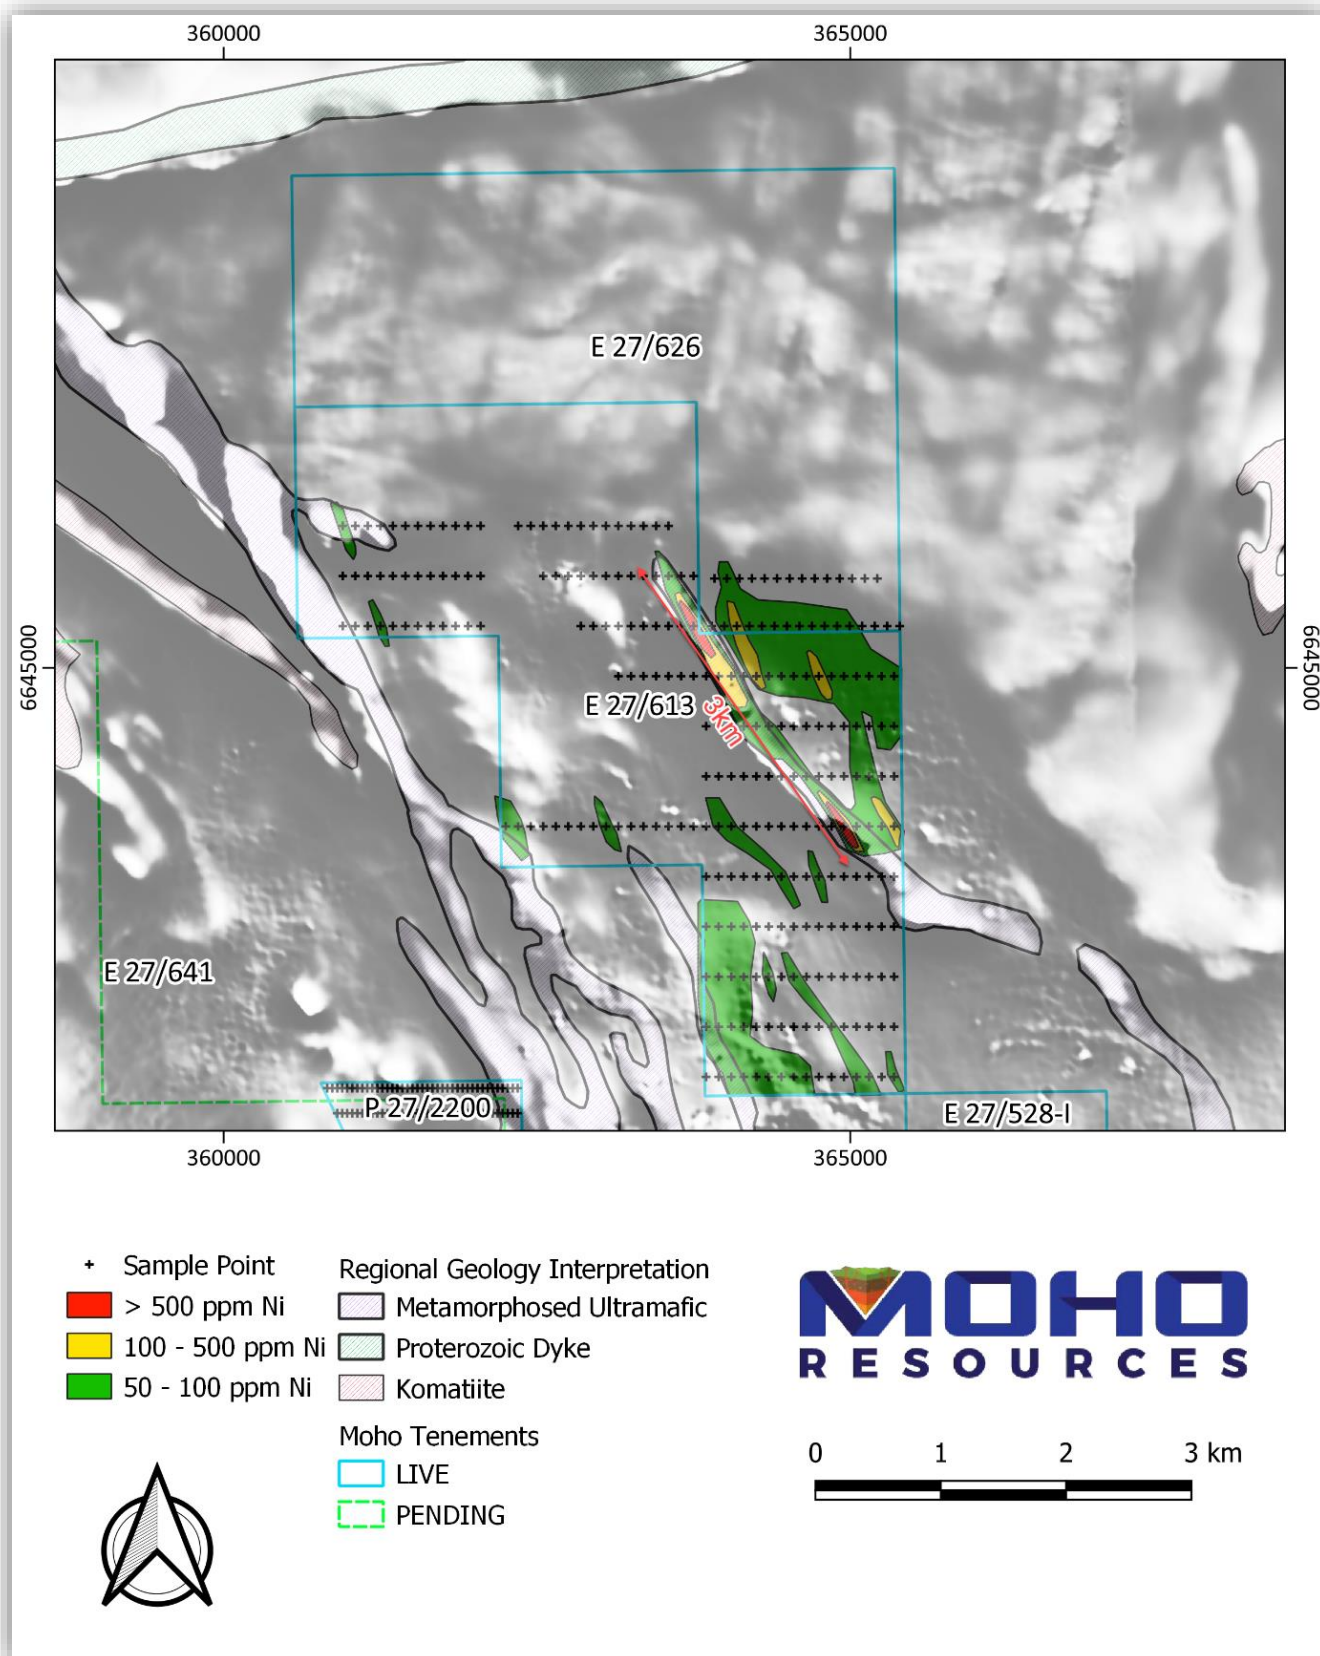 360000
365000
E 27/626
6645000
6645000
E 27/613
3km
E 27/641
P 27/2200
E 27/528-I
360000
365000
Sample Point
> 500 ppm Ni
100 - 500 ppm Ni
50 - 100 ppm Ni
Regional Geology Interpretation
Metamorphosed Ultramafic
Proterozoic Dyke
Komatiite
Moho Tenements
LIVE
PENDING
MOHO
RESOURCES
0 1 2 3 km